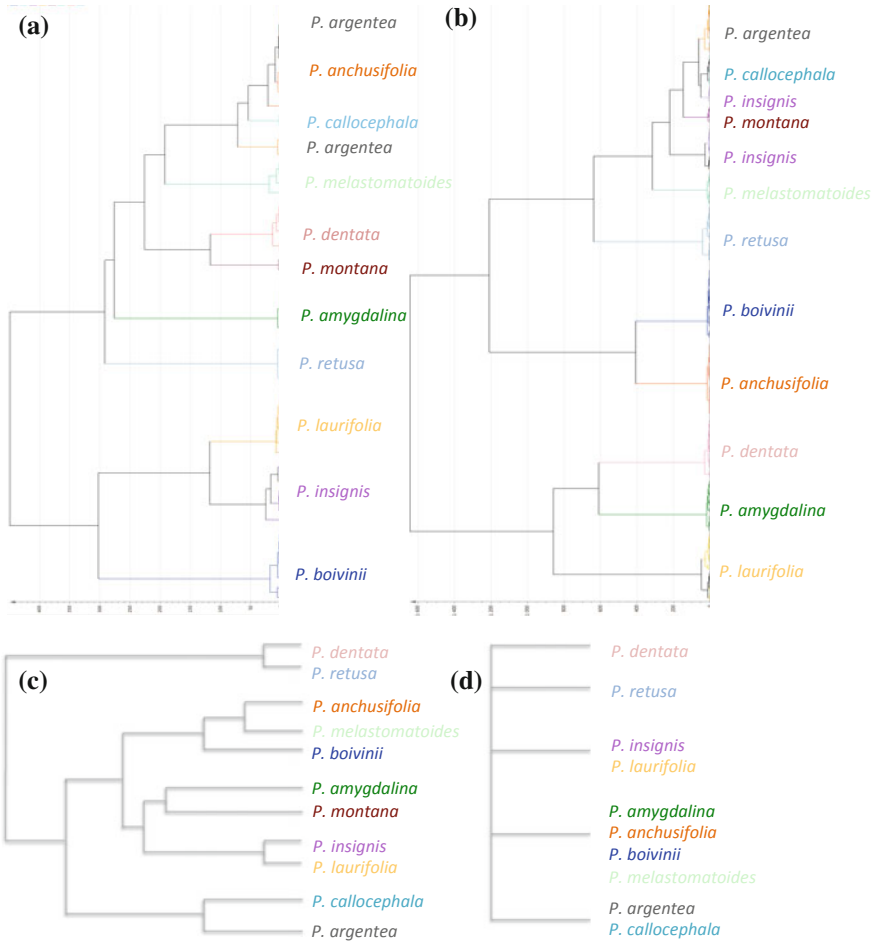 (a)
P. argentea
P. anchusifolia
P. callocephala
P. argentea
P. melastomatoides
P. dentata
P. montana
P. amygdalina
P. retusa
P. laurifolia
P. insignis
P. boivinii
(b)
P. argentea
P. callocephala
P. insignis
P. montana
P. insignis
P. melastomatoides
P. retusa
P. boivinii
P. anchusifolia
P. dentata
P. amygdalina
P. laurifolia
(c)
P. dentata
P. retusa
P. anchusifolia
P. melastomatoides
P. boivinii
P. amygdalina
P. montana
P. insignis
P. laurifolia
P. callocephala
P. argentea
(d)
P. dentata
P. retusa
P. insignis
P. laurifolia
P. amygdalina
P. anchusifolia
P. boivinii
P. melastomatoides
P. argentea
P. callocephala